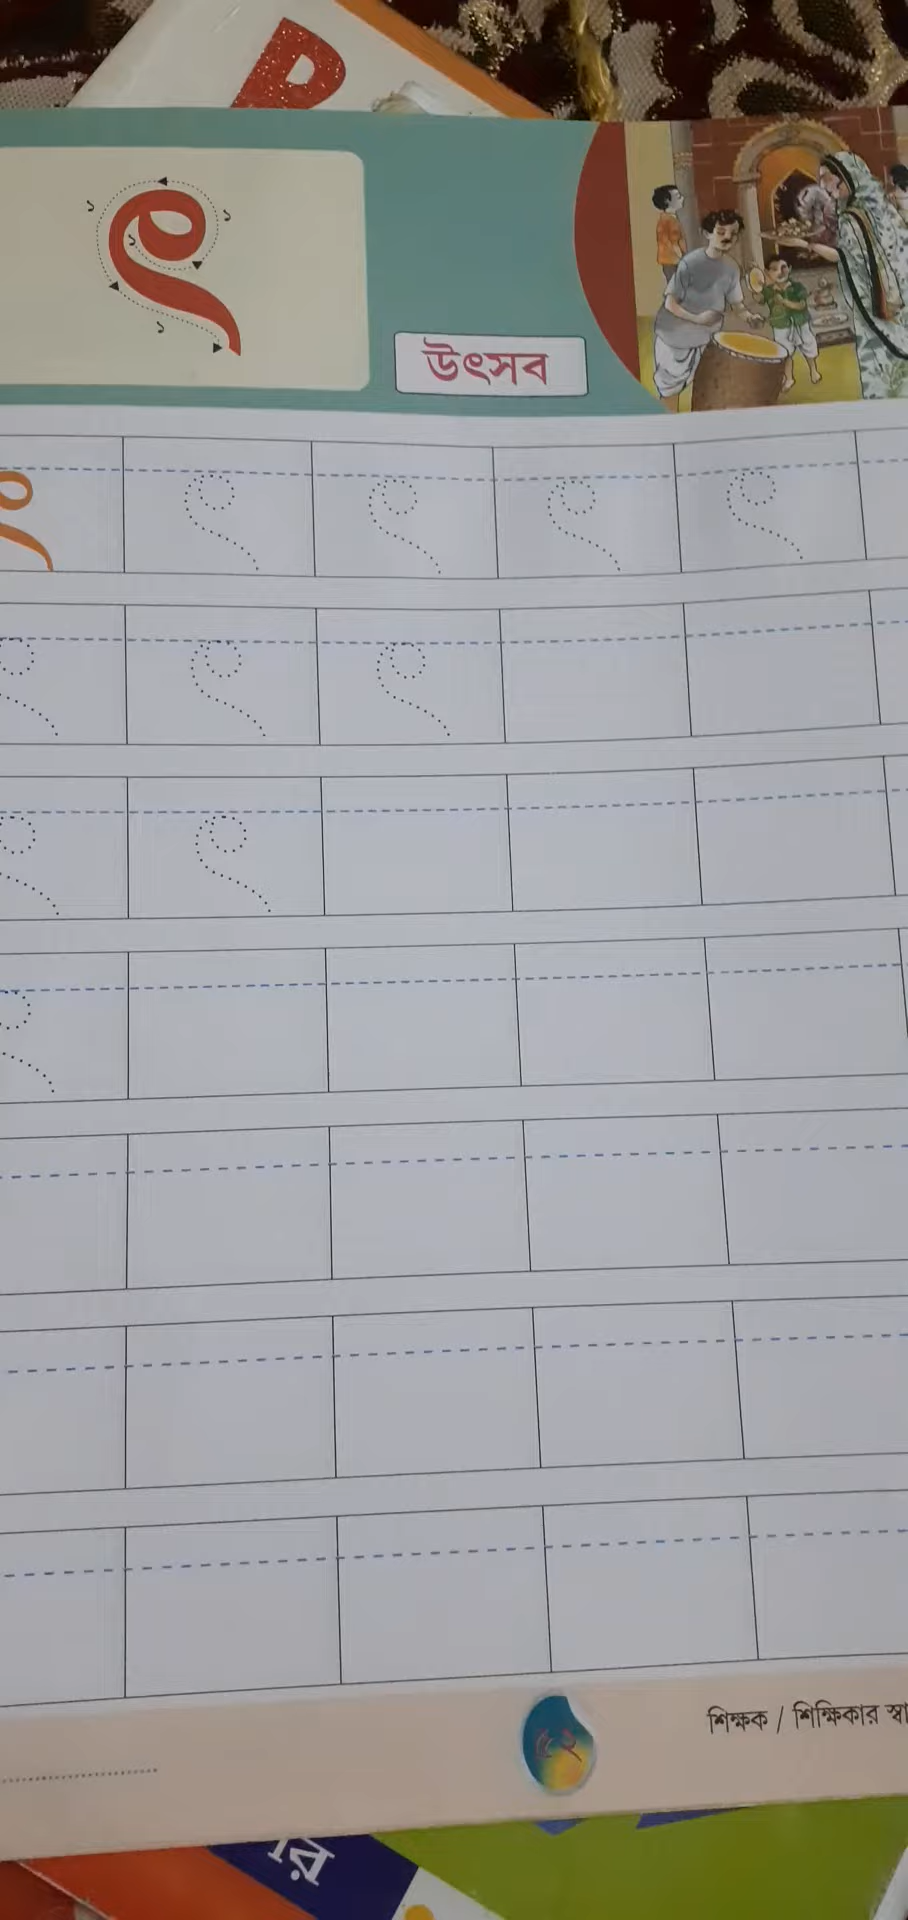 P
ৎ
উৎসব
ৎ ৎ ৎ ৎ ৎ
ৎ ৎ ৎ
ৎ ৎ
ৎ
৫২
শিক্ষক / শিক্ষিকার স্বা
রি